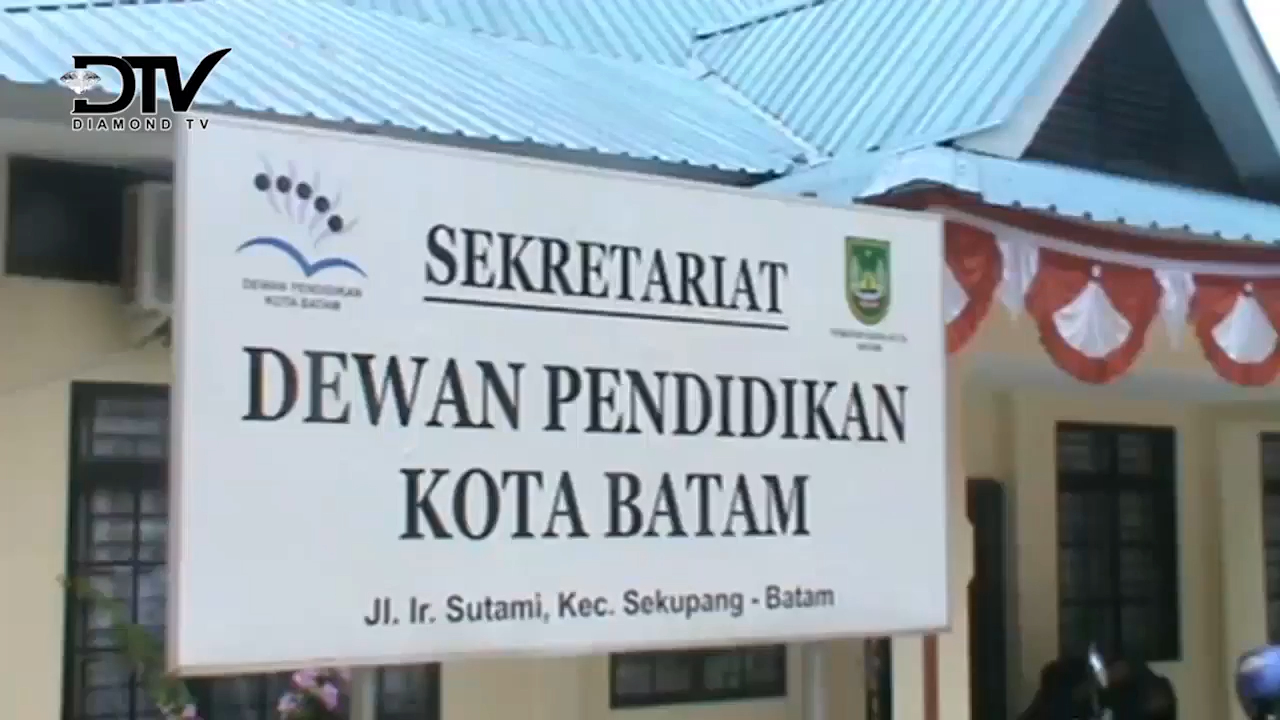 DTV
DIAMOND TV
SEKRETARIAT
DEWAN PENDIDIKAN
KOTA BATAM
DEWAN PENDIDIKAN
KOTA BATAM
Jl. Ir. Sutami, Kec. Sekupang - Batam